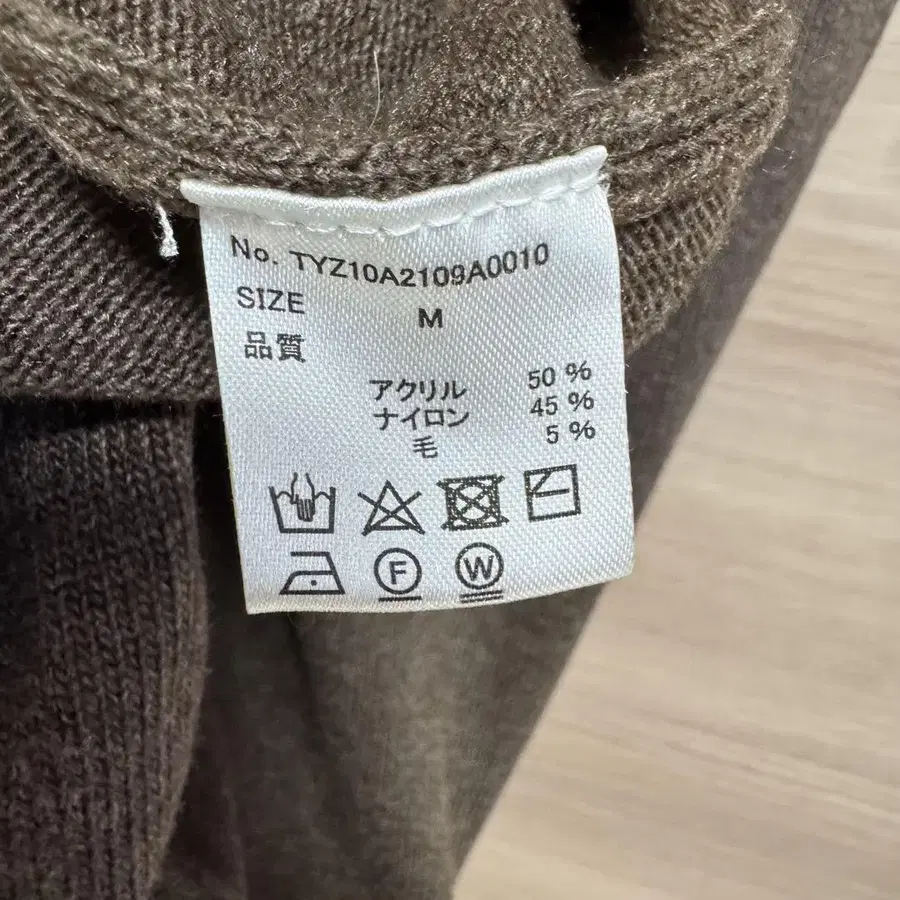 No. TYZ10A2109A0010
SIZE M
品質
アクリル 50 %
ナイロン 45 %
毛 5 %
F
W